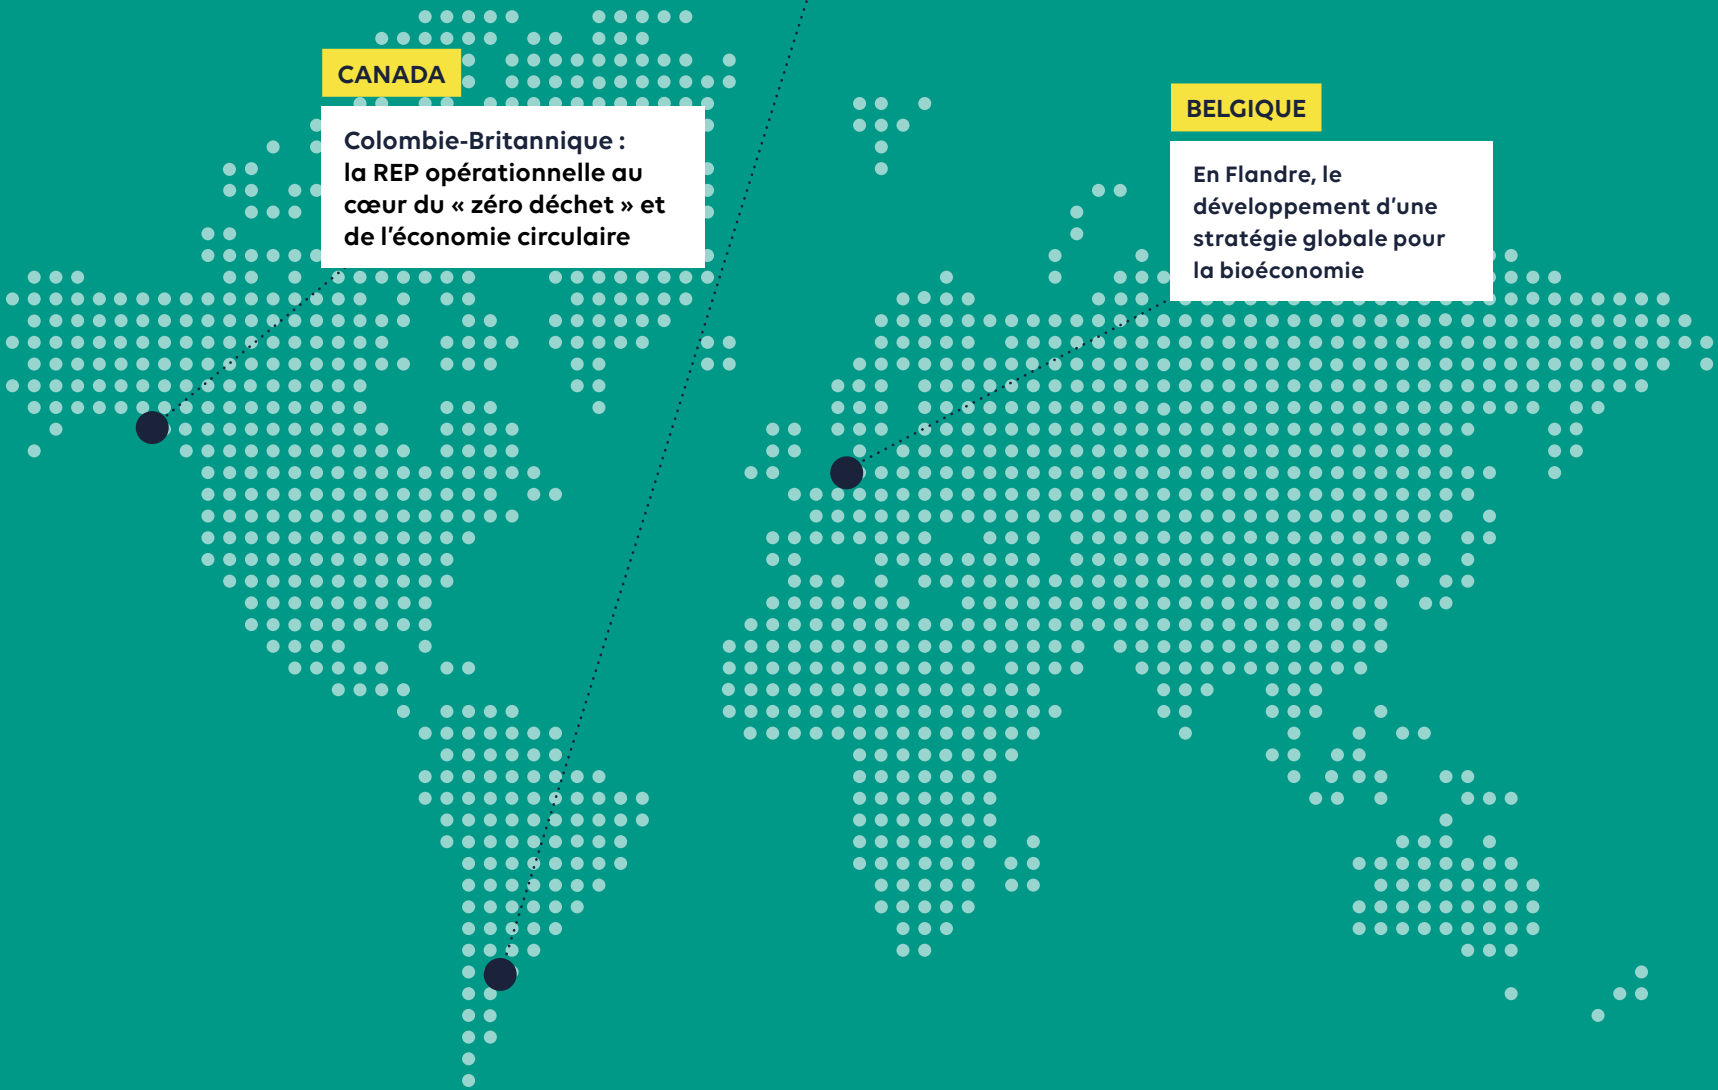 CANADA
Colombie-Britannique :
la REP opérationnelle au
cœur du « zéro déchet » et
de l'économie circulaire
BELGIQUE
En Flandre, le
développement d'une
stratégie globale pour
la bioéconomie